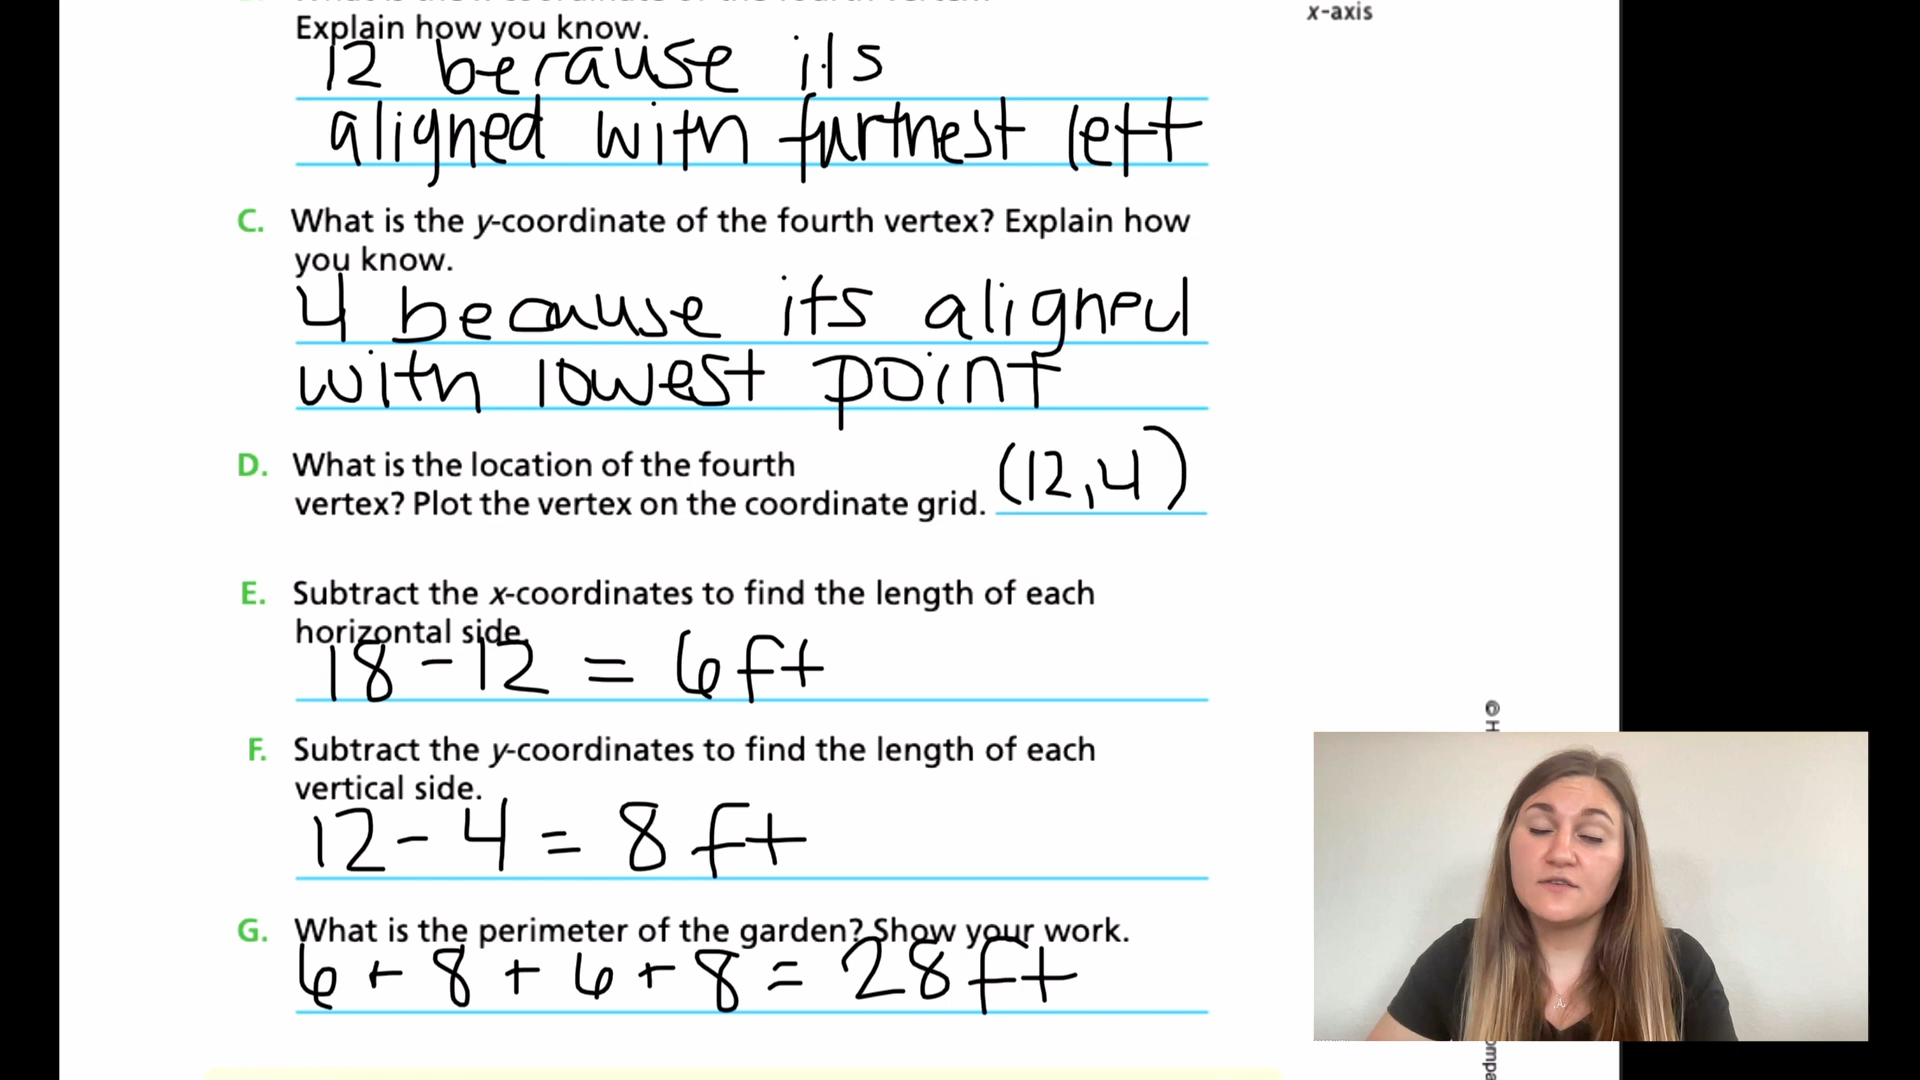 x-axis
Explain how you know.
12 because its
aligned with furthest left
C. What is the y-coordinate of the fourth vertex? Explain how
you know.
4 because its aligned
with lowest point
D. What is the location of the fourth
vertex? Plot the vertex on the coordinate grid. (12,4)
E. Subtract the x-coordinates to find the length of each
horizontal side.
18 - 12 = 6ft
F. Subtract the y-coordinates to find the length of each
vertical side.
12 - 4 = 8 ft
G. What is the perimeter of the garden? Show your work.
6 + 8 + 6 + 8 = 28ft